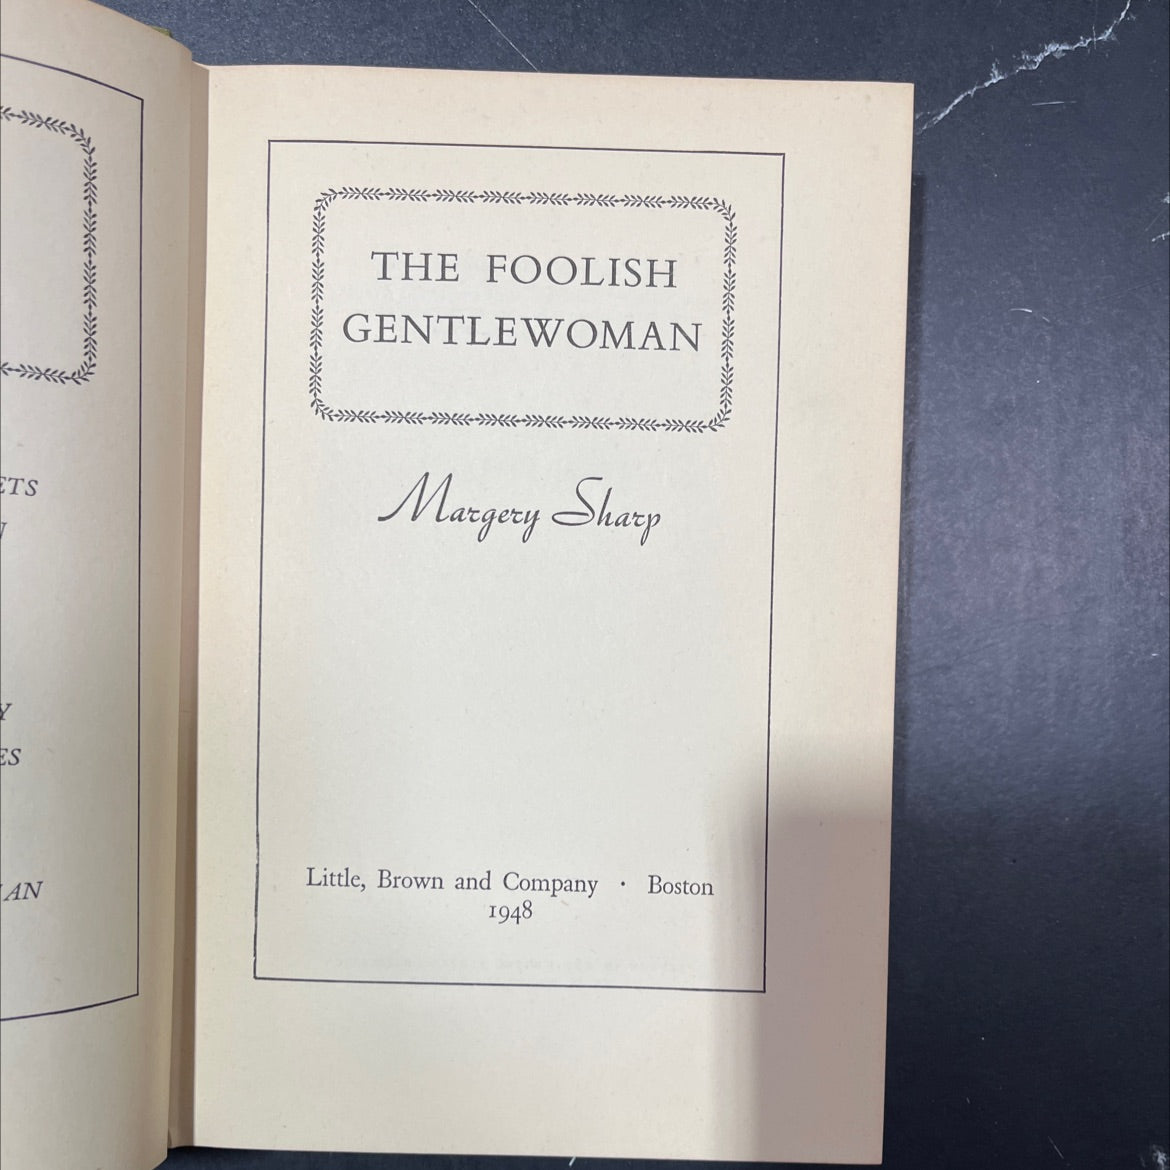 THE FOOLISH
GENTLEWOMAN
Margery Sharp
Little, Brown and Company · Boston
1948